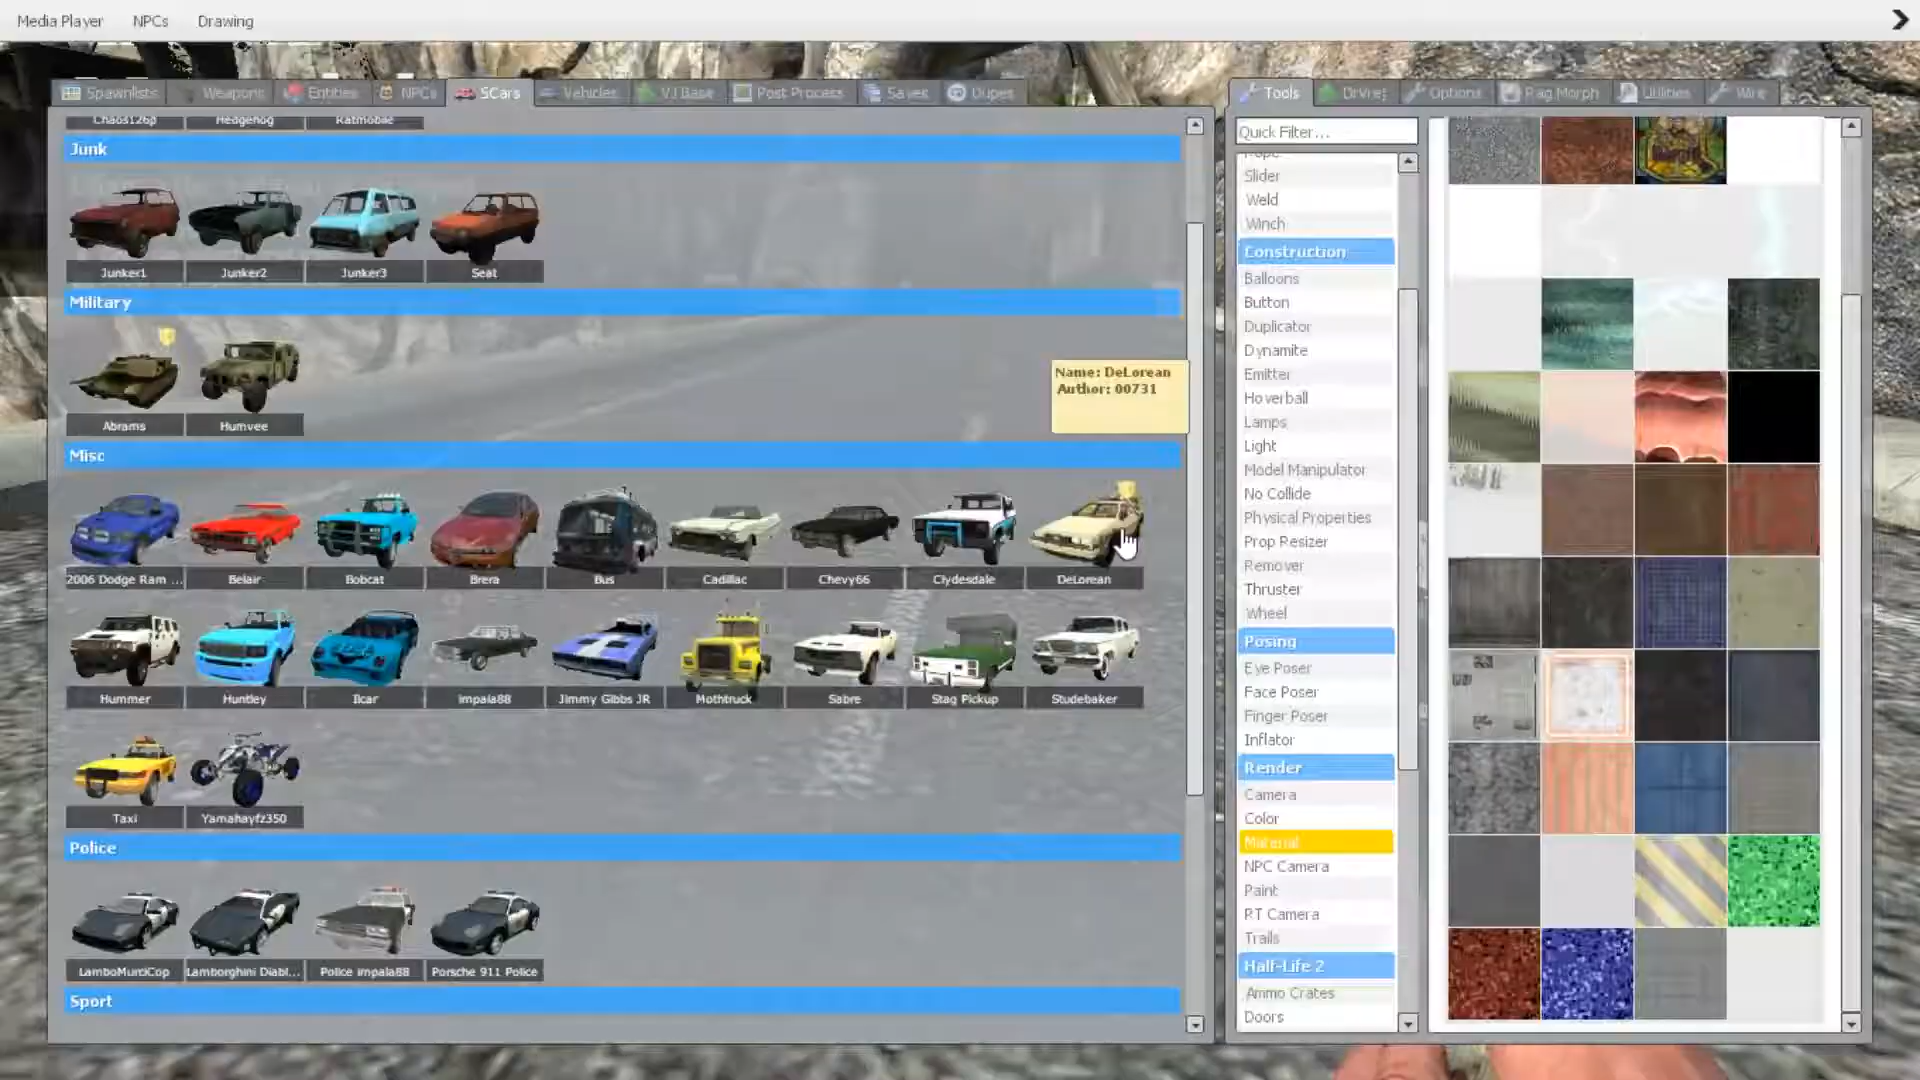 Media Player NPCs Drawing
Spawnlists Weapons Entities NPCs SCars Vehicles VJ Base Post Process Saves Dupes
Tools DrVrej Options Rag Morph Utilities Wire
Chaos126p Hedgehog Ratmobile
Quick Filter...
Junk
Junker1 Junker2 Junker3 Seat
Military
Abrams Humvee
Name: DeLorean
Author: 00731
Misc
2006 Dodge Ram ... Belair Bobcat Brera Bus Cadillac Chevy66 Clydesdale DeLorean
Hummer Huntley Ilcar Impala88 Jimmy Gibbs JR Mothtruck Sabre Stag Pickup Studebaker
Taxi Yamahayfz350
Police
LamboMurciCop Lamborghini Diabl... Police Impala88 Porsche 911 Police
Sport
Rope
Slider
Weld
Winch
Construction
Balloons
Button
Duplicator
Dynamite
Emitter
Hoverball
Lamps
Light
Model Manipulator
No Collide
Physical Properties
Prop Resizer
Remover
Thruster
Wheel
Posing
Eye Poser
Face Poser
Finger Poser
Inflator
Render
Camera
Color
Material
NPC Camera
Paint
RT Camera
Trails
Half-Life 2
Ammo Crates
Doors